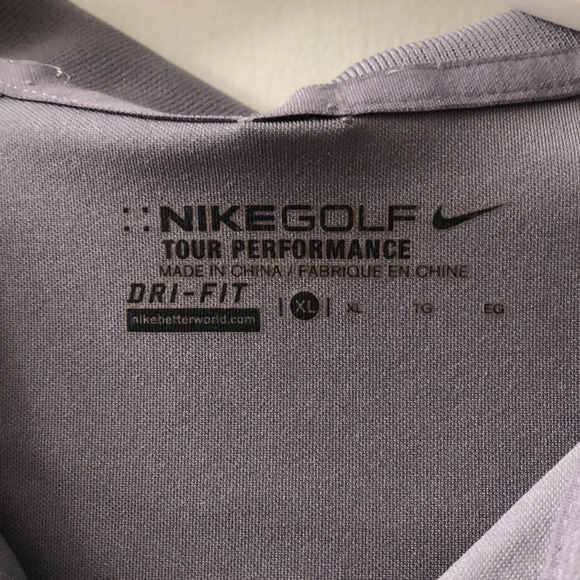 NIKEGOLF
TOUR PERFORMANCE
MADE IN CHINA / FABRIQUE EN CHINE
DRI-FIT
nikebetterworld.com
| XL | XL TG EG